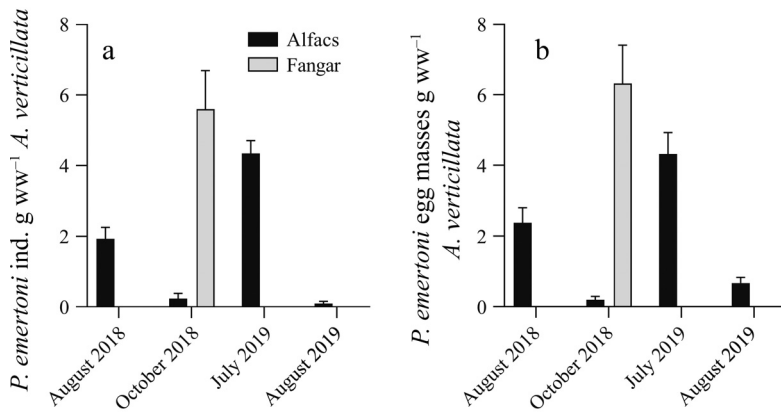 P. emertoni ind. g ww⁻¹ A. verticillata
8
6
4
2
0
a
Alfacs
Fangar
August 2018
October 2018
July 2019
August 2019
P. emertoni egg masses g ww⁻¹
A. verticillata
8
6
4
2
0
b
August 2018
October 2018
July 2019
August 2019